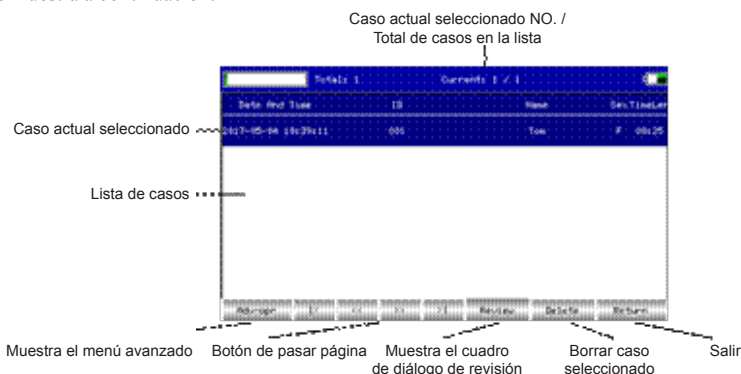 Caso actual seleccionado NO. /
Total de casos en la lista
Total: 1 Current: 1 / 1
Date And Time ID Name Sex TimeLen
Caso actual seleccionado
2017-05-04 10:39:11 Tom F 00:25
Lista de casos
|< << >> >| Review Delete Return
Muestra el menú avanzado Botón de pasar página Muestra el cuadro Borrar caso Salir
de diálogo de revisión seleccionado